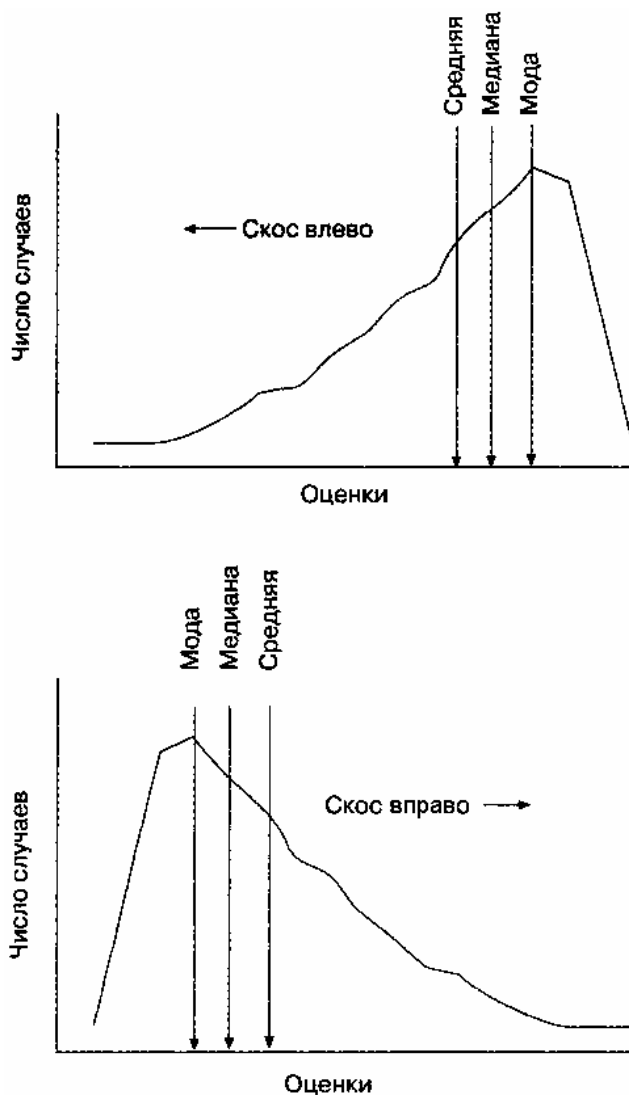 Средняя
Медиана
Мода
Число случаев
Скос влево
Оценки
Мода
Медиана
Средняя
Число случаев
Скос вправо
Оценки